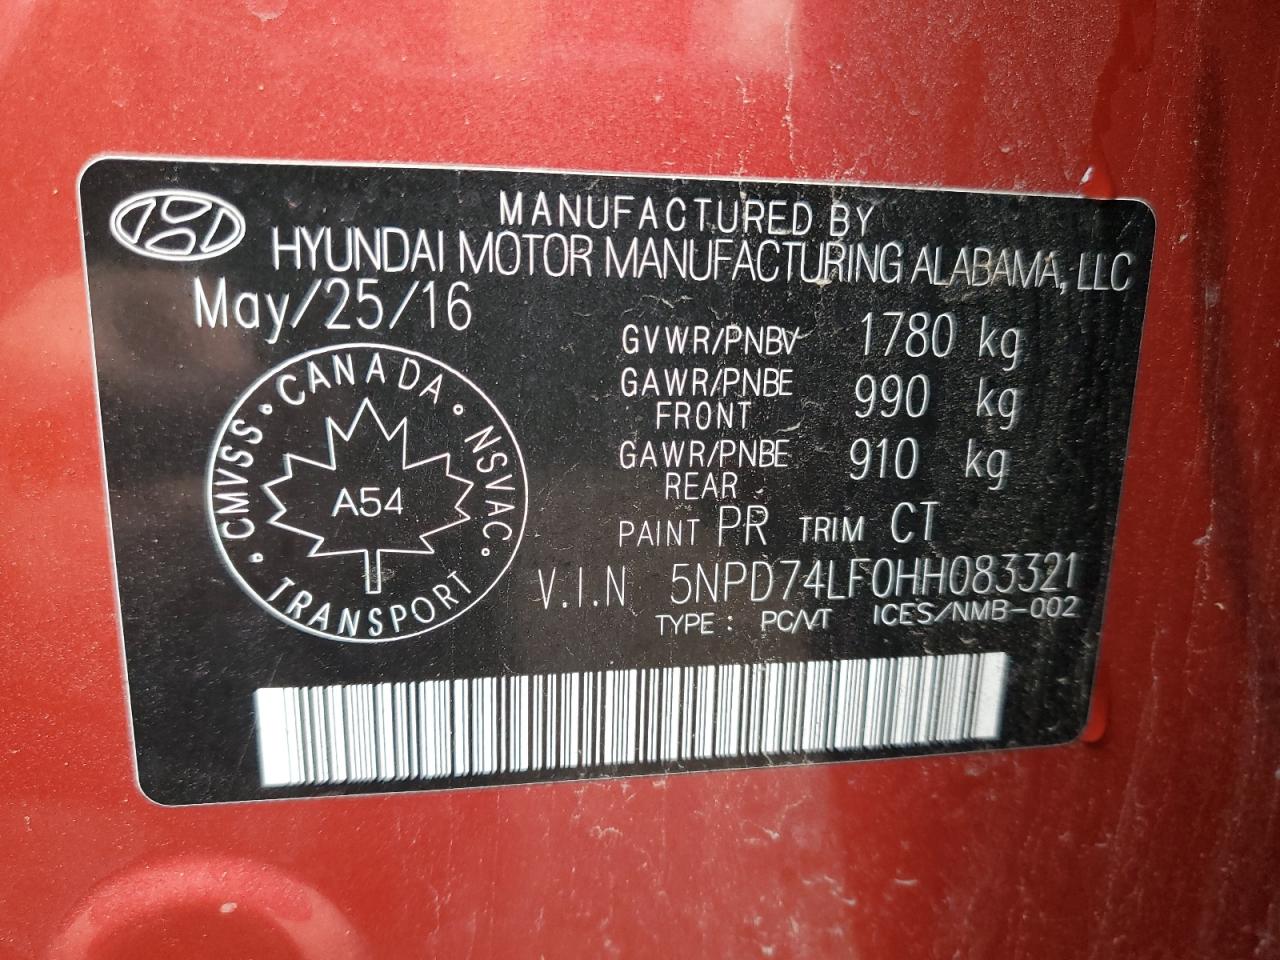 MANUFACTURED BY
HYUNDAI MOTOR MANUFACTURING ALABAMA, LLC
May/25/16
GVWR/PNBV 1780 kg
GAWR/PNBE FRONT 990 kg
GAWR/PNBE REAR 910 kg
PAINT PR TRIM CT
V.I.N 5NPD74LF0HH083321
TYPE : PC/VT ICES/NMB-002
CANADA
CMVSS · NSVAC
TRANSPORT
A54